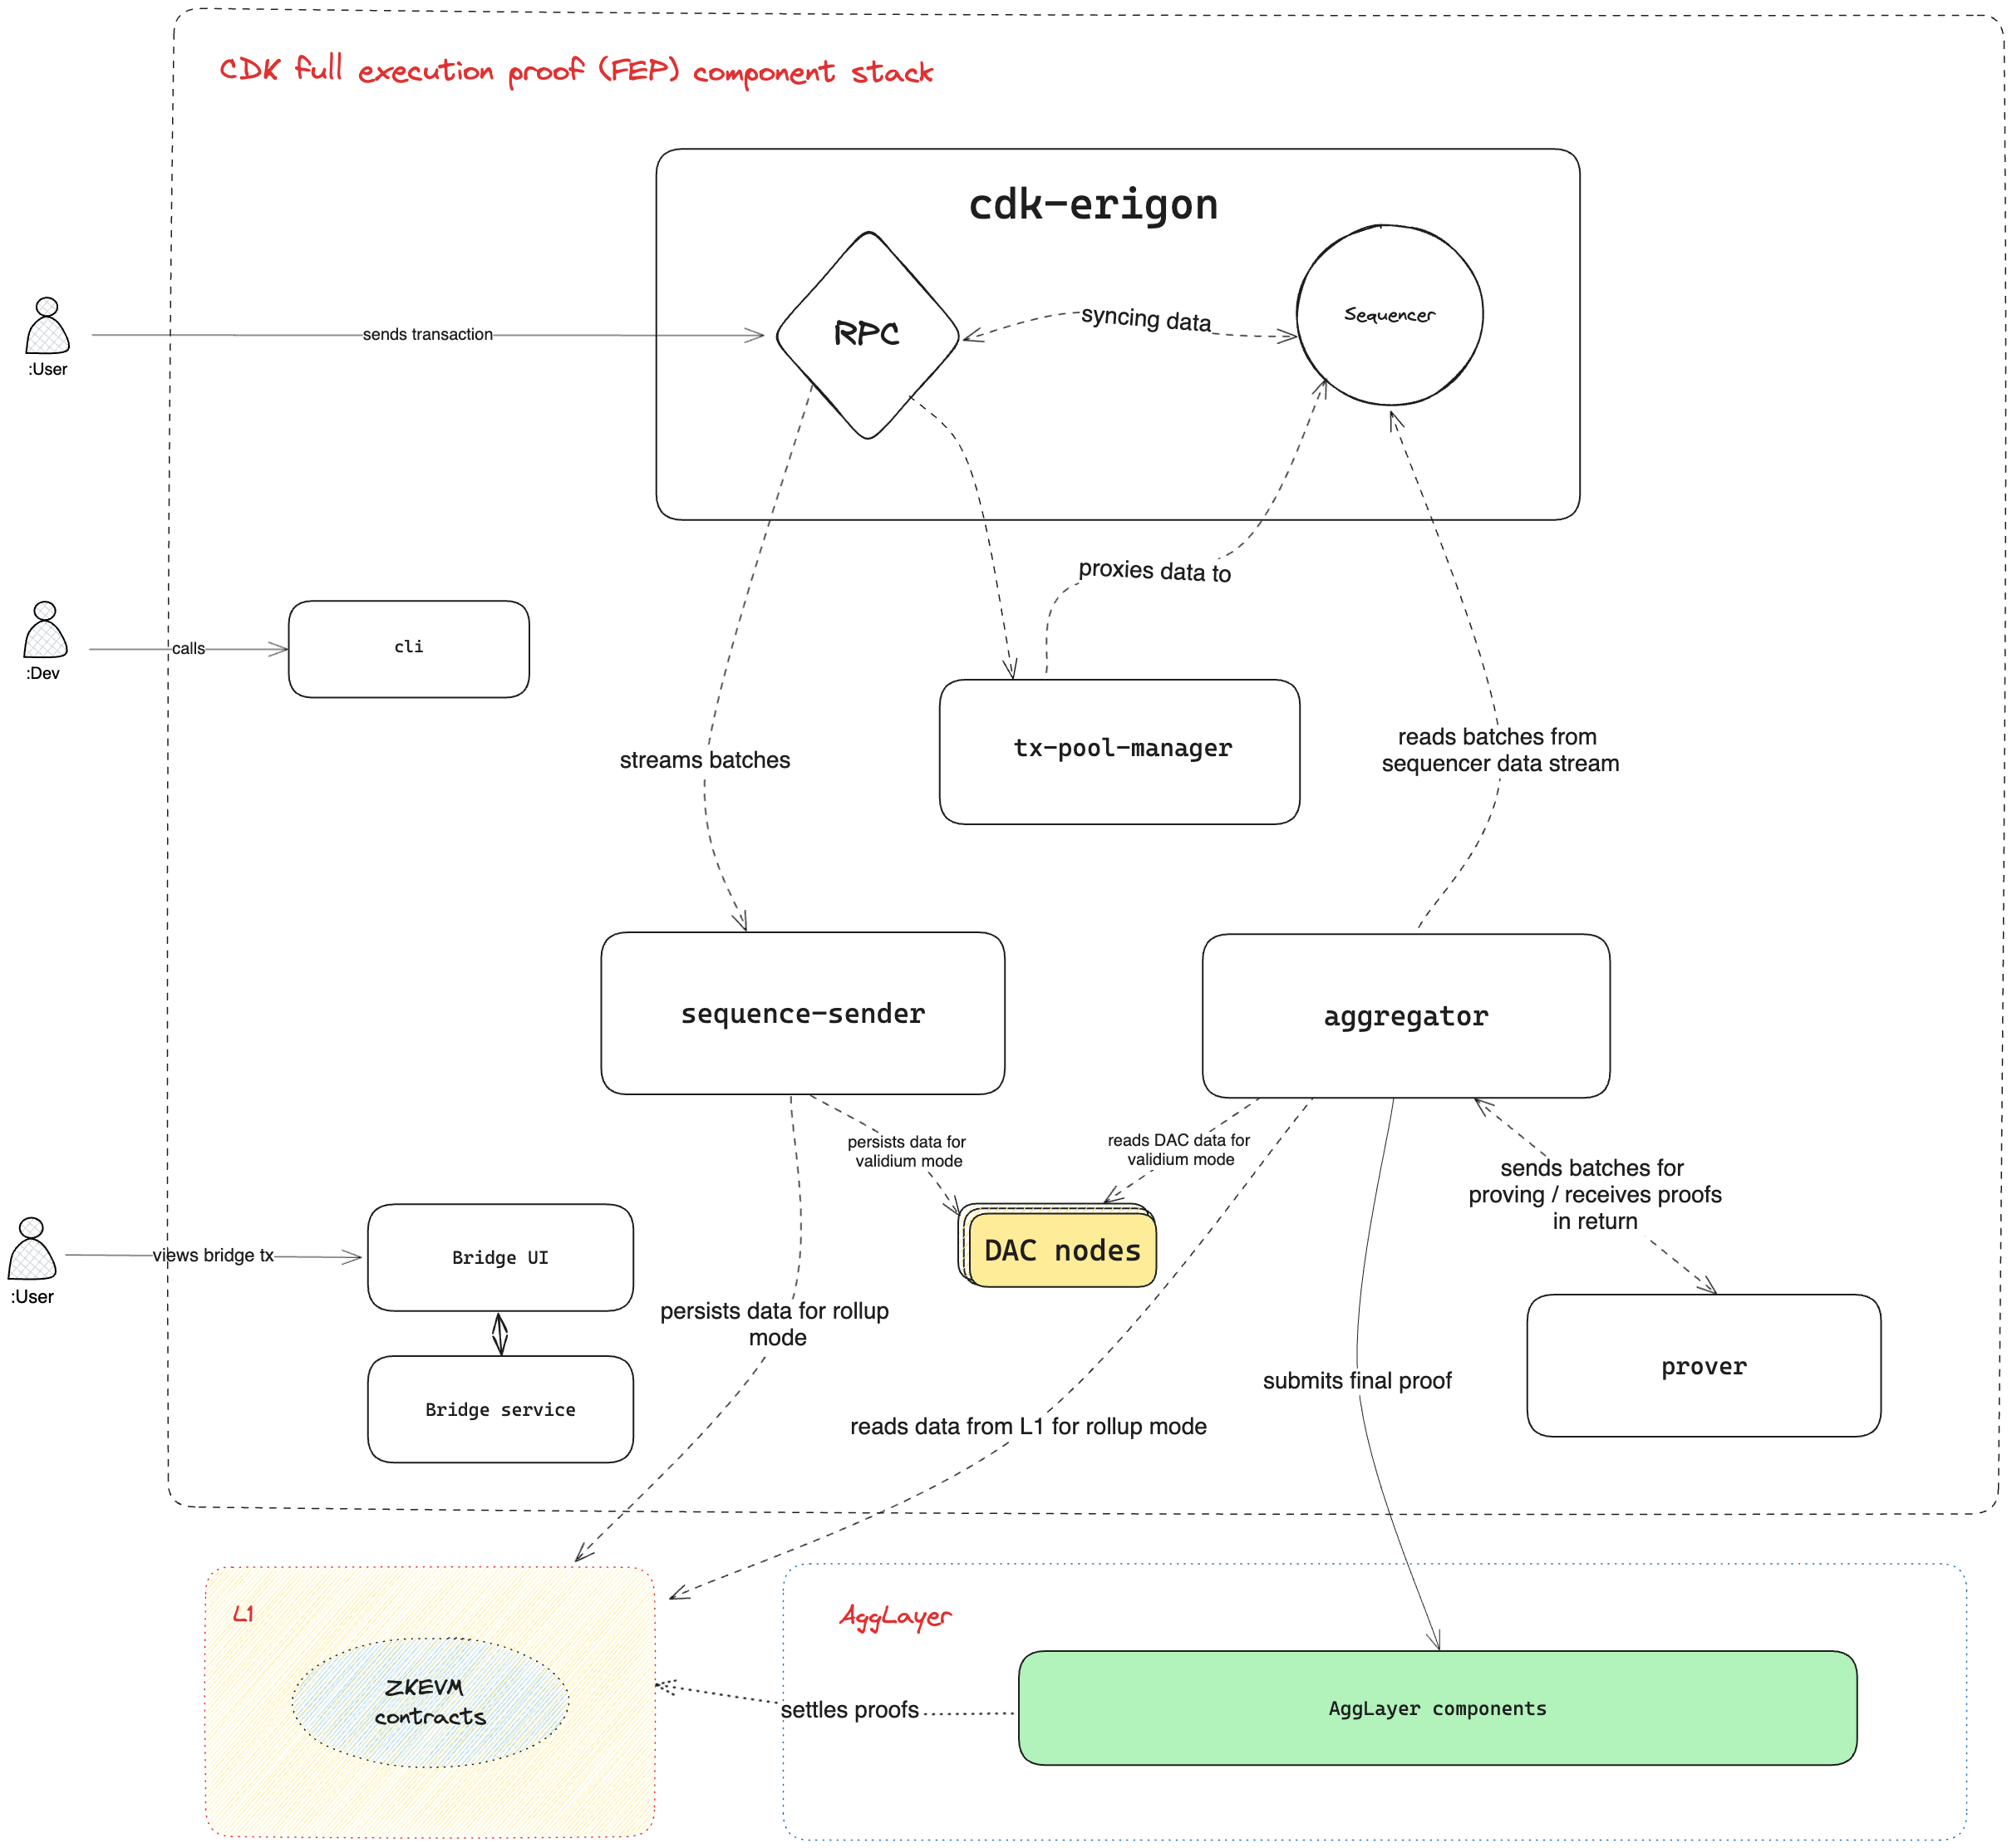 CDK full execution proof (FEP) component stack
cdk-erigon
RPC
syncing data
Sequencer
sends transaction
:User
proxies data to
calls
cli
:Dev
streams batches
tx-pool-manager
reads batches from
sequencer data stream
sequence-sender
aggregator
persists data for
validium mode
reads DAC data for
validium mode
sends batches for
proving / receives proofs
in return
DAC nodes
views bridge tx
Bridge UI
:User
persists data for rollup
mode
prover
submits final proof
Bridge service
reads data from L1 for rollup mode
L1
AggLayer
ZKEVM
contracts
settles proofs
AggLayer components